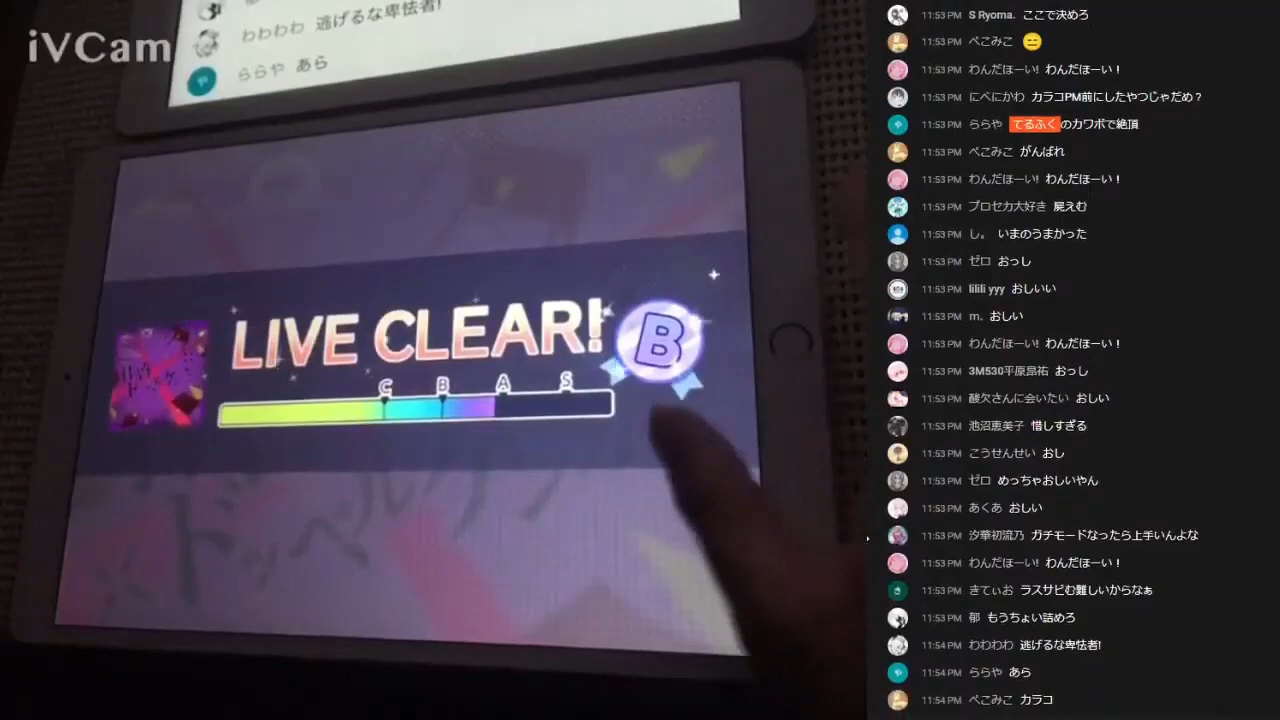 iVCam
わわわわ 逃げるな卑怯者!
ららや あら
LIVE CLEAR!
B
C B A S
11:53 PM S Ryoma. ここで決めろ
11:53 PM ぺこみこ 😑
11:53 PM わんだほーい! わんだほーい！
11:53 PM にべにかわ カラコPM前にしたやつじゃだめ？
11:53 PM ららや てるふくのカワボで絶頂
11:53 PM ぺこみこ がんばれ
11:53 PM わんだほーい! わんだほーい！
11:53 PM プロセカ大好き 屍えむ
11:53 PM し。 いまのうまかった
11:53 PM ゼロ おっし
11:53 PM lilili yyy おしいい
11:53 PM m. おしい
11:53 PM わんだほーい! わんだほーい！
11:53 PM 3M530平原昂祐 おっし
11:53 PM 酸欠さんに会いたい おしい
11:53 PM 池沼恵美子 惜しすぎる
11:53 PM こうせんせい おし
11:53 PM ゼロ めっちゃおしいやん
11:53 PM あくあ おしい
11:53 PM 汐華初流乃 ガチモードなったら上手いんよな
11:53 PM わんだほーい! わんだほーい！
11:53 PM きてぃお ラスサビむ難しいからなぁ
11:53 PM 郁 もうちょい詰めろ
11:54 PM わわわわ 逃げるな卑怯者!
11:54 PM ららや あら
11:54 PM ぺこみこ カラコ